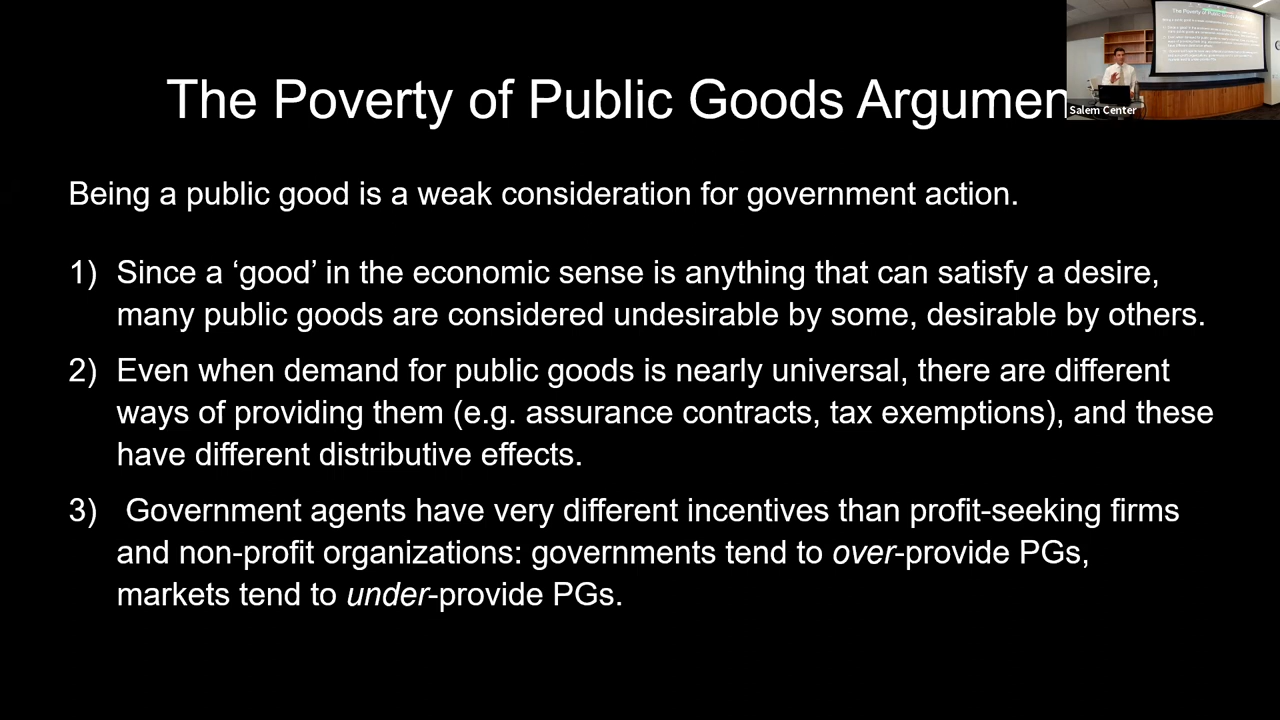 The Poverty of Public Goods Argumen
Salem Center
Being a public good is a weak consideration for government action.
1) Since a ‘good’ in the economic sense is anything that can satisfy a desire,
many public goods are considered undesirable by some, desirable by others.
2) Even when demand for public goods is nearly universal, there are different
ways of providing them (e.g. assurance contracts, tax exemptions), and these
have different distributive effects.
3) Government agents have very different incentives than profit-seeking firms
and non-profit organizations: governments tend to over-provide PGs,
markets tend to under-provide PGs.